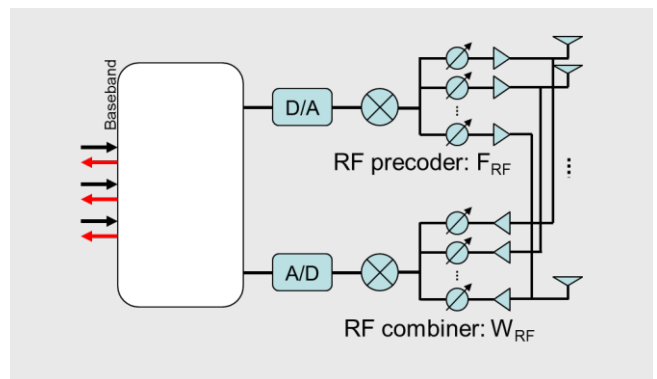 Baseband
D/A
RF precoder: F_RF
A/D
RF combiner: W_RF